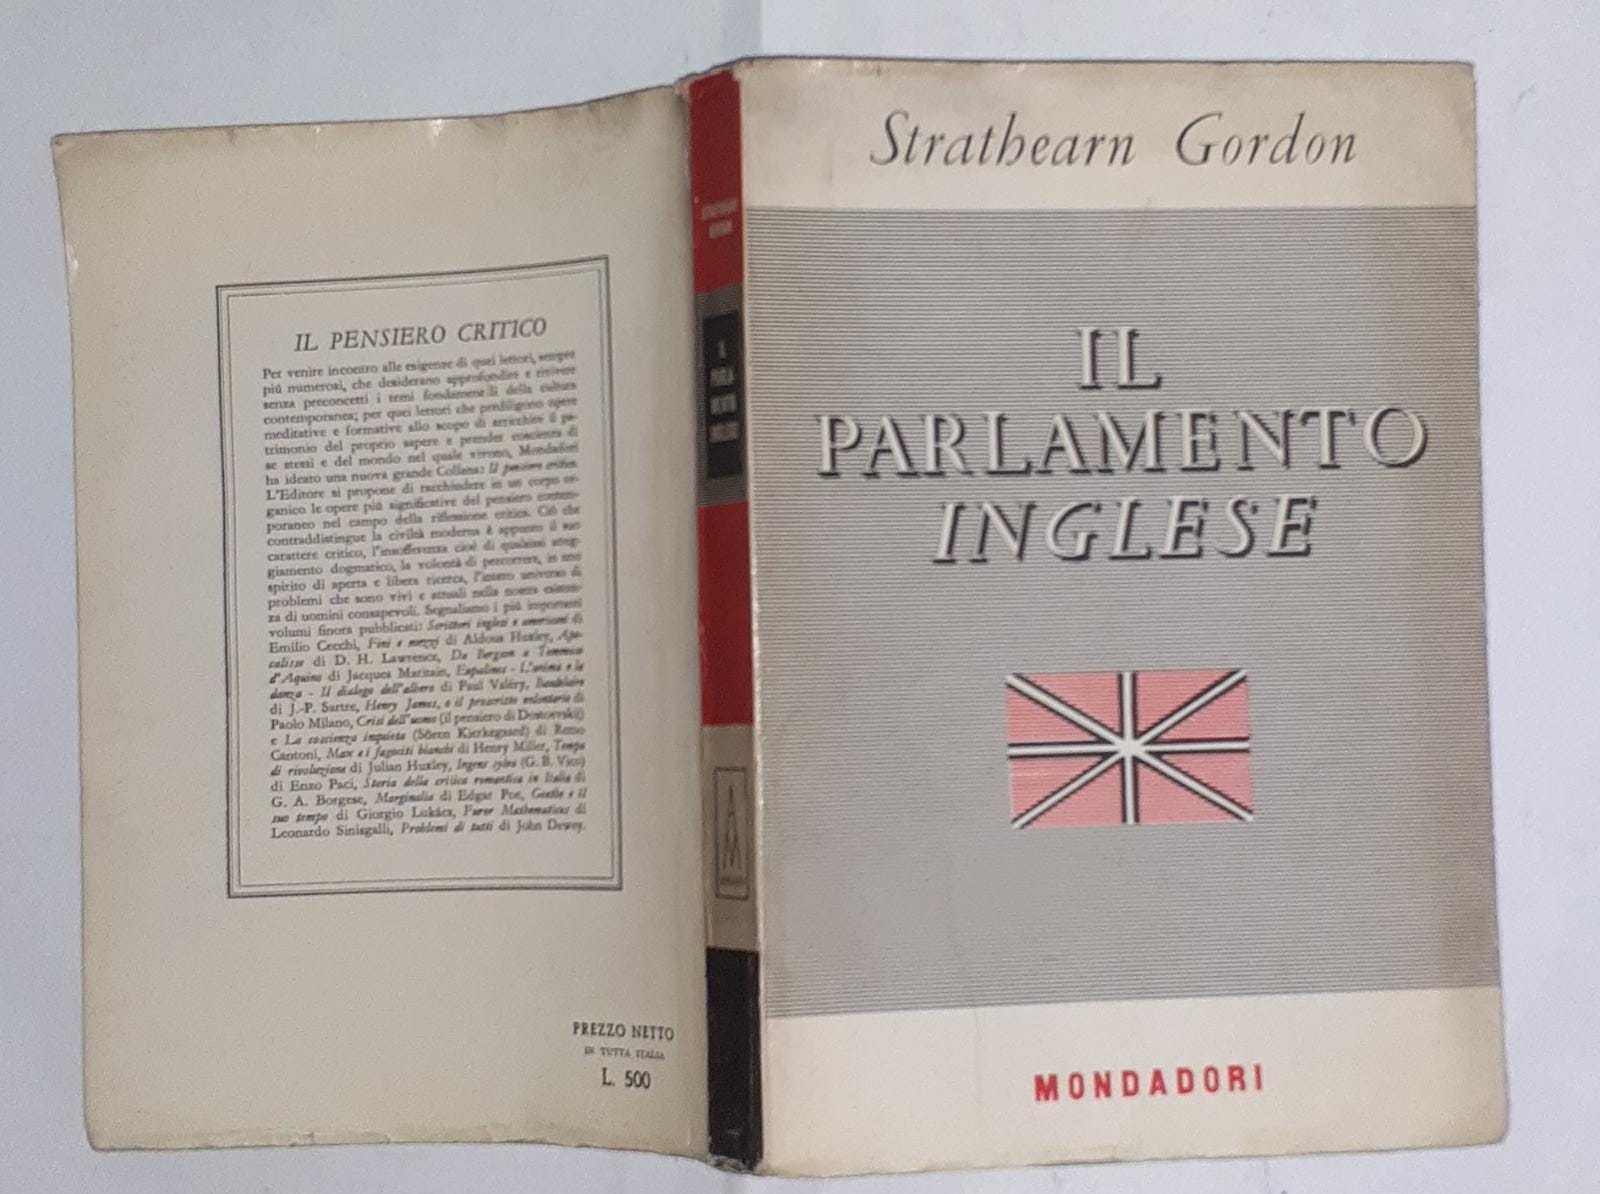 IL PENSIERO CRITICO
Per venire incontro alle esigenze di quei lettori, sempre
più numerosi, che desiderano approfondire e rivivere
senza preconcetti i temi fondamentali della cultura
contemporanea; per quei lettori che prediligono opere
meditative e formative allo scopo di arricchire il pa-
trimonio del proprio sapere e prender coscienza di
se stessi e del mondo nel quale vivono, Mondadori
ha ideato una nuova grande Collana: Il pensiero critico.
L'Editore si propone di racchiudere in un corpo or-
ganico le opere più significative del pensiero contem-
poraneo nel campo della riflessione critica. Ciò che
contraddistingue la civiltà moderna è appunto il suo
carattere critico, l'insofferenza cioè di qualsiasi atteg-
giamento dogmatico, la volontà di percorrere, in uno
spirito di aperta e libera ricerca, l'intero universo di
problemi che sono vivi e attuali nella nostra esisten-
za di uomini consapevoli. Segnaliamo i più importanti
volumi finora pubblicati: Scrittori inglesi e americani di
Emilio Cecchi, Fini e mezzi di Aldous Huxley, Apo-
calisse di D. H. Lawrence, Da Bergson a Tommaso
d'Aquino di Jacques Maritain, Eupalinos - L'anima e la
danza - Il dialogo dell'albero di Paul Valéry, Baudelaire
di J.-P. Sartre, Henry James, o il proscritto volontario di
Paolo Milano, Crisi dell'uomo (il pensiero di Dostoevskij)
e La coscienza inquieta (Sören Kierkegaard) di Remo
Cantoni, Max e i fagociti bianchi di Henry Miller, Tempo
di rivoluzione di Julian Huxley, Ingens sylva (G. B. Vico)
di Enzo Paci, Storia della critica romantica in Italia di
G. A. Borgese, Marginalia di Edgar Poe, Goethe e il
suo tempo di Giorgio Lukács, Furor Mathematicus di
Leonardo Sinisgalli, Problemi di tutti di John Dewey.
PREZZO NETTO
IN TUTTA ITALIA
L. 500
STRATHEARN
GORDON
IL
PARLA
MENTO
INGLESE
Strathearn Gordon
IL
PARLAMENTO
INGLESE
MONDADORI